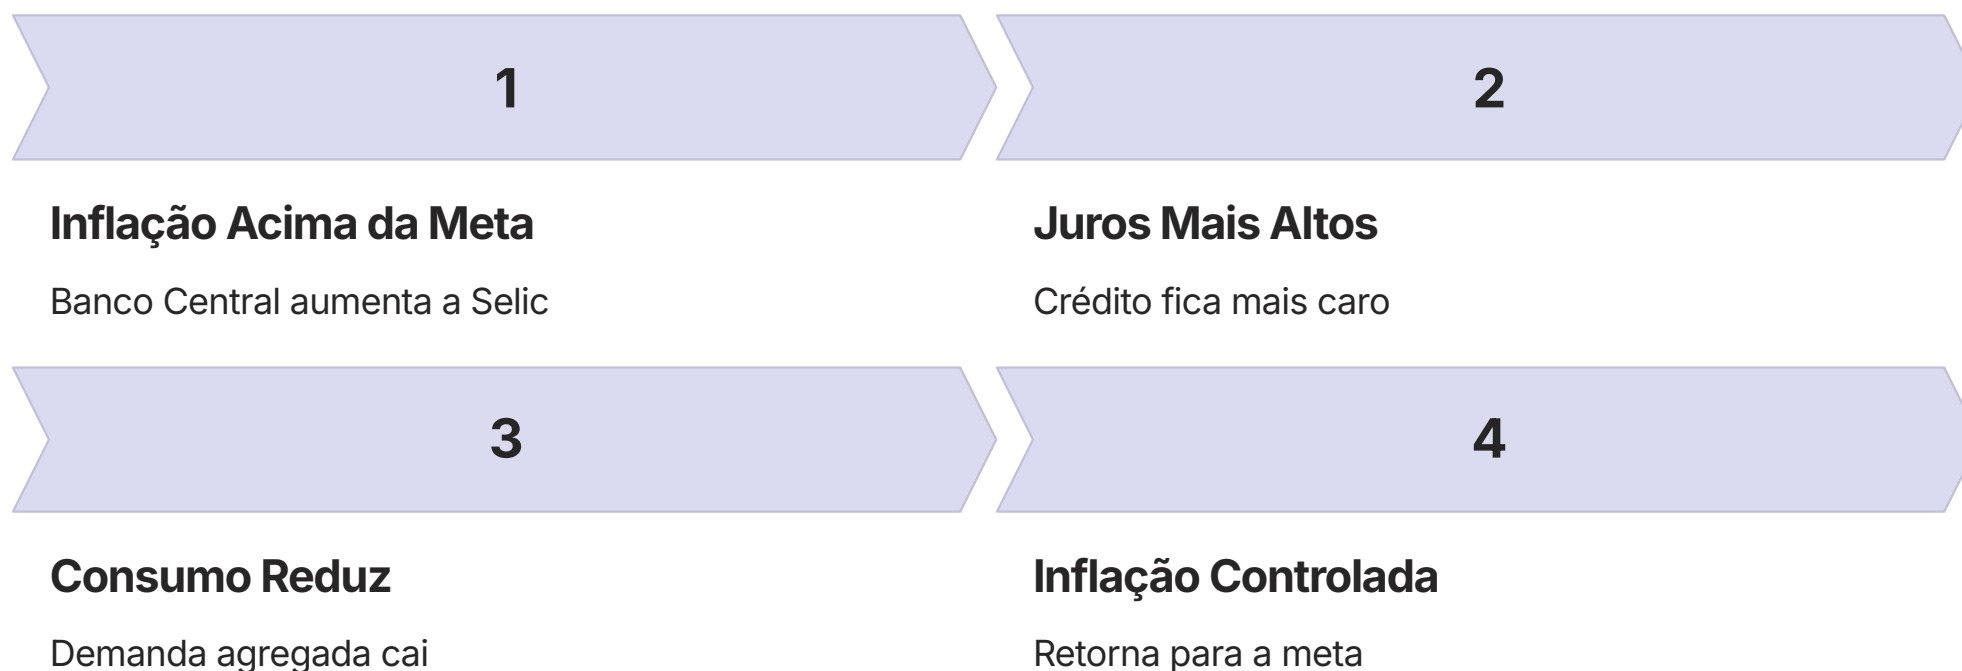 1
Inflação Acima da Meta
Banco Central aumenta a Selic
2
Juros Mais Altos
Crédito fica mais caro
3
Consumo Reduz
Demanda agregada cai
4
Inflação Controlada
Retorna para a meta